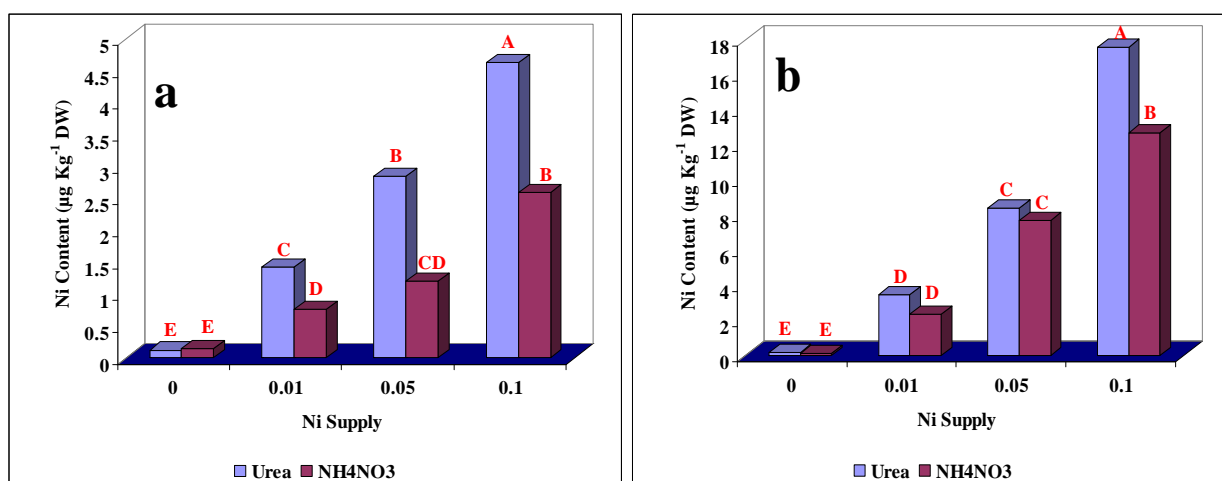 a
Ni Content (µg Kg⁻¹ DW)
5
4.5
4
3.5
3
2.5
2
1.5
1
0.5
0
E E C D B CD A B
0 0.01 0.05 0.1
Ni Supply
Urea NH4NO3
b
Ni Content (µg Kg⁻¹ DW)
18
16
14
12
10
8
6
4
2
0
E E D D C C A B
0 0.01 0.05 0.1
Ni Supply
Urea NH4NO3